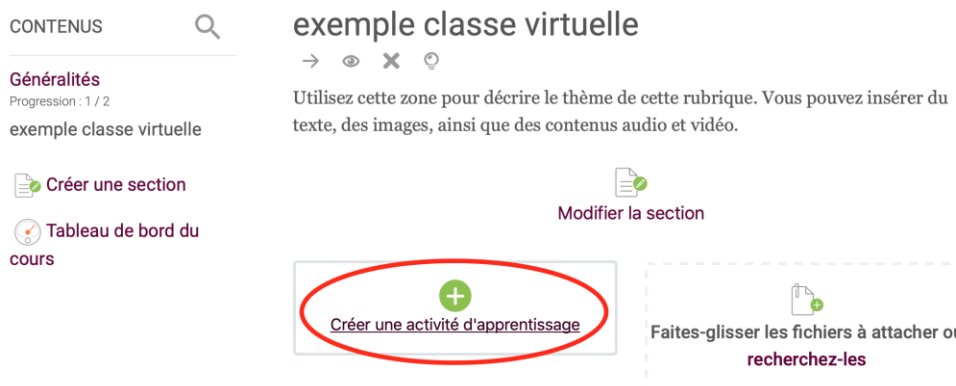 CONTENUS
Généralités
Progression : 1 / 2
exemple classe virtuelle
Créer une section
Tableau de bord du
cours
exemple classe virtuelle
Utilisez cette zone pour décrire le thème de cette rubrique. Vous pouvez insérer du
texte, des images, ainsi que des contenus audio et vidéo.
Modifier la section
Créer une activité d'apprentissage
Faites-glisser les fichiers à attacher ou
recherchez-les